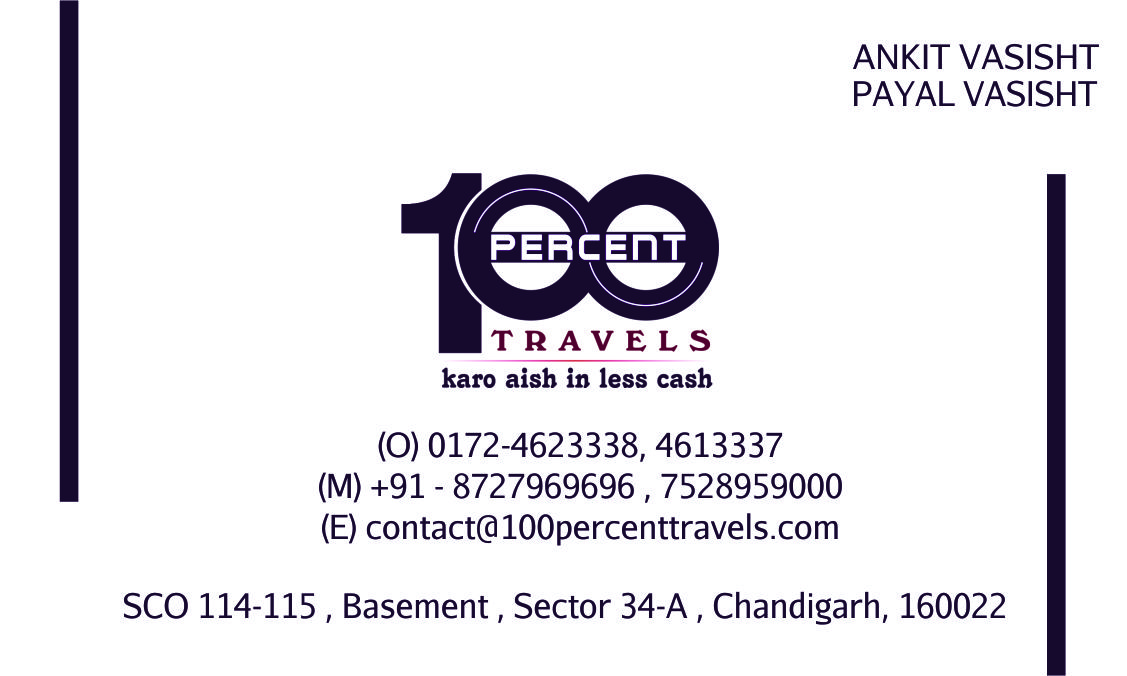 ANKIT VASISHT
PAYAL VASISHT
100
PERCENT
TRAVELS
karo aish in less cash
(O) 0172-4623338, 4613337
(M) +91 - 8727969696 , 7528959000
(E) contact@100percenttravels.com
SCO 114-115 , Basement , Sector 34-A , Chandigarh, 160022